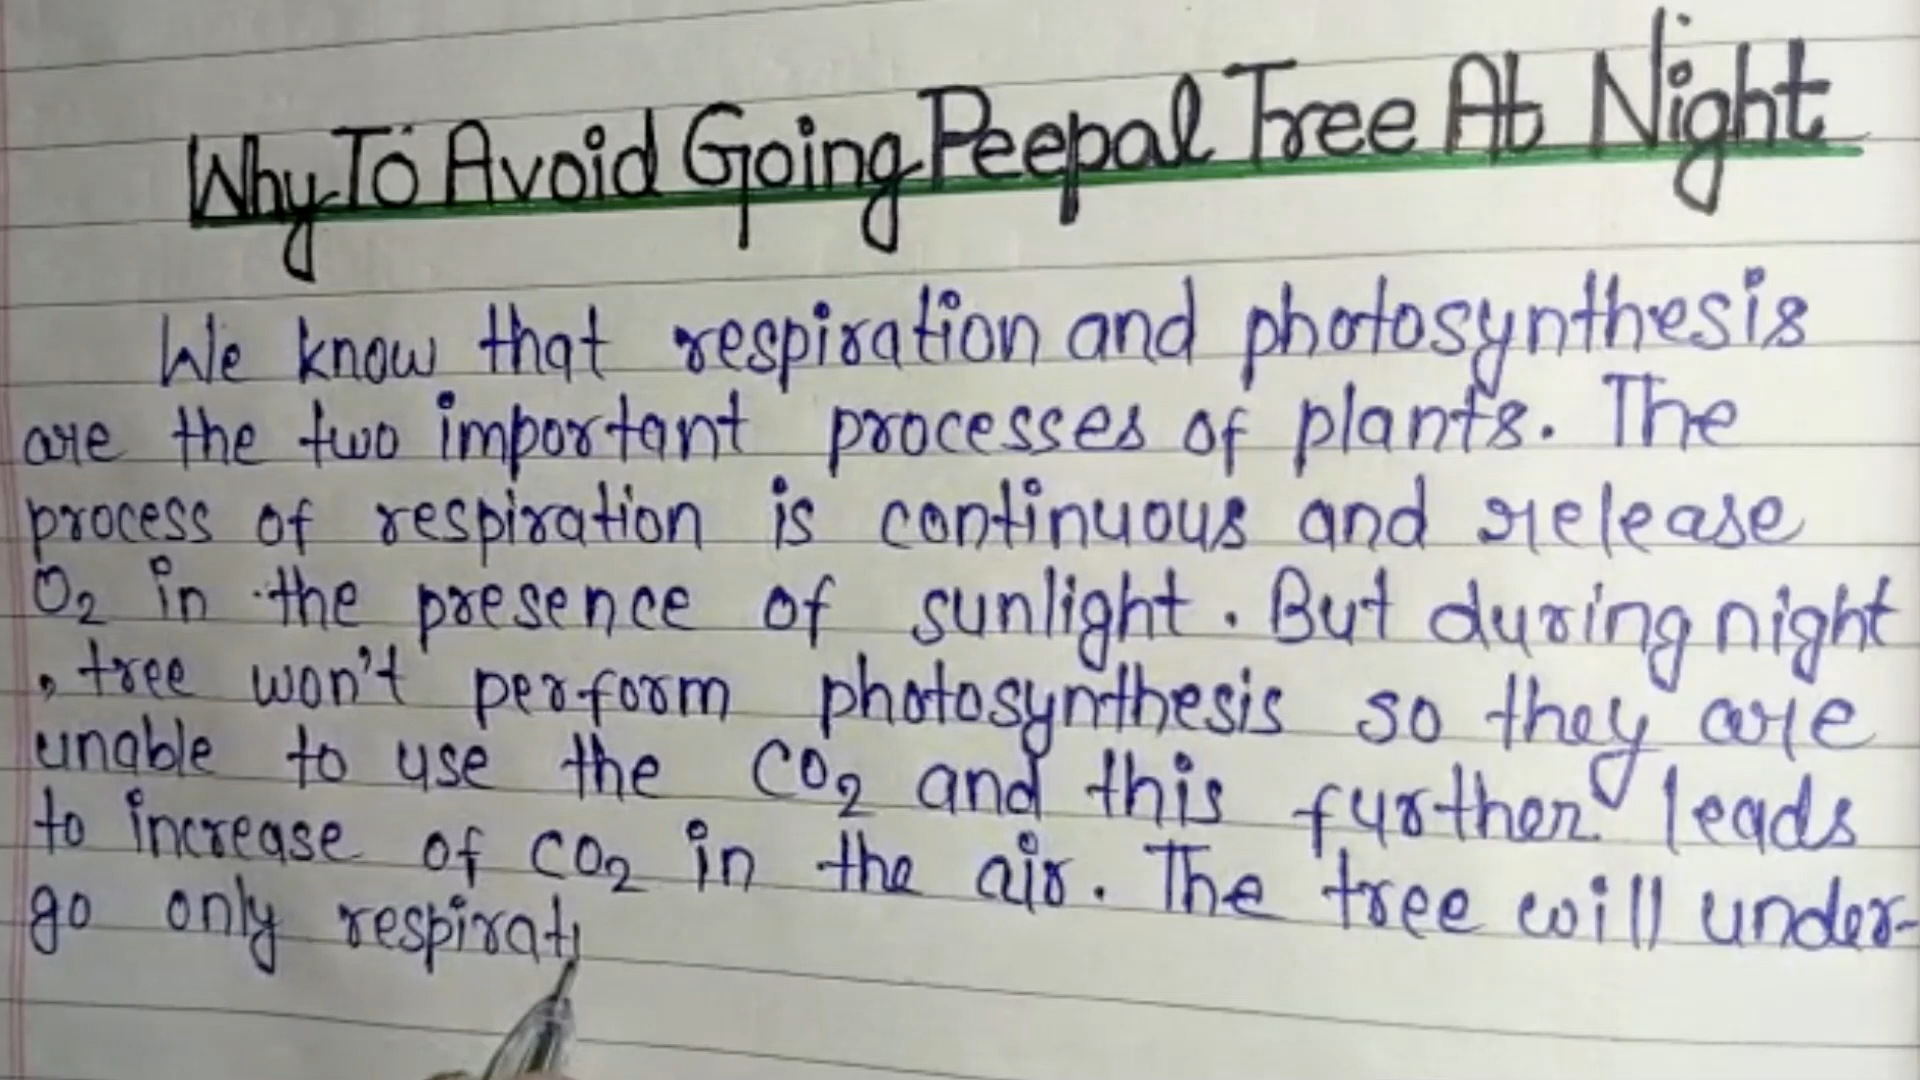 Why To Avoid Going Peepal Tree At Night
We know that respiration and photosynthesis
are the two important processes of plants. The
process of respiration is continuous and release
O₂ in the presence of sunlight. But during night
, tree won't perform photosynthesis so they are
unable to use the CO₂ and this further leads
to increase of CO₂ in the air. The tree will under-
go only respirati